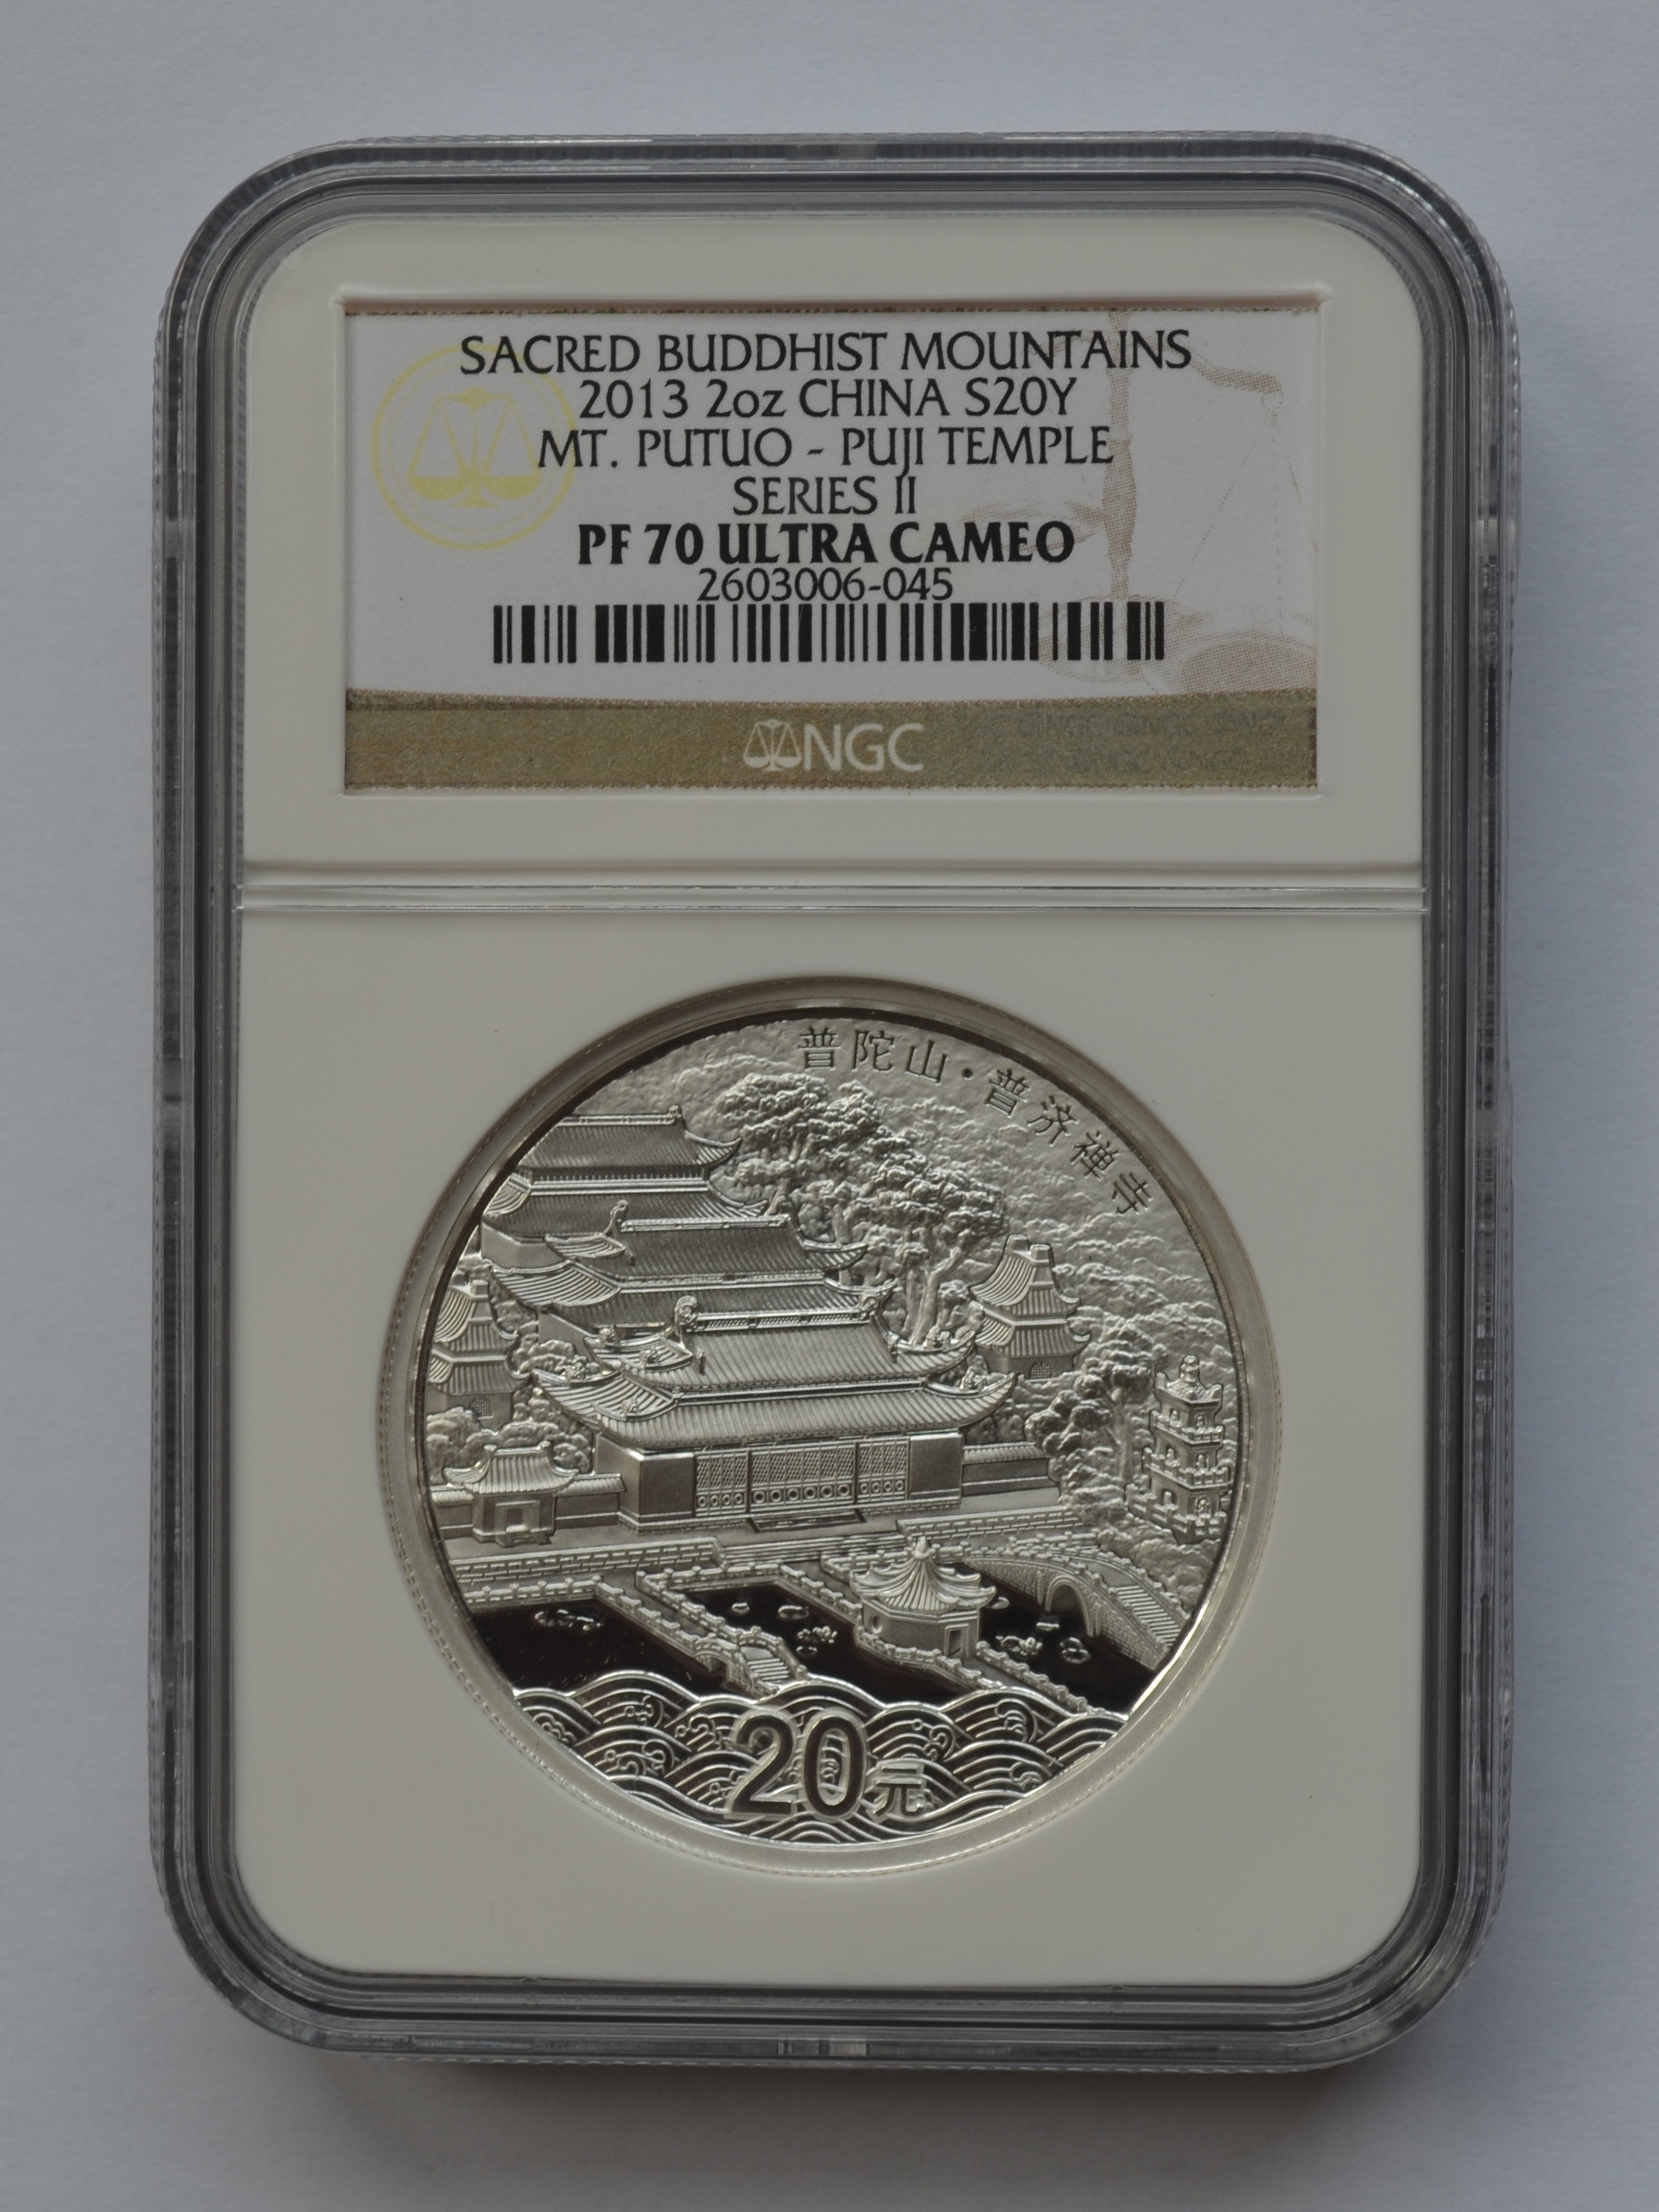 SACRED BUDDHIST MOUNTAINS
2013 2oz CHINA S20Y
MT. PUTUO - PUJI TEMPLE
SERIES II
PF 70 ULTRA CAMEO
2603006-045
NGC
普陀山·普济禅寺
20元